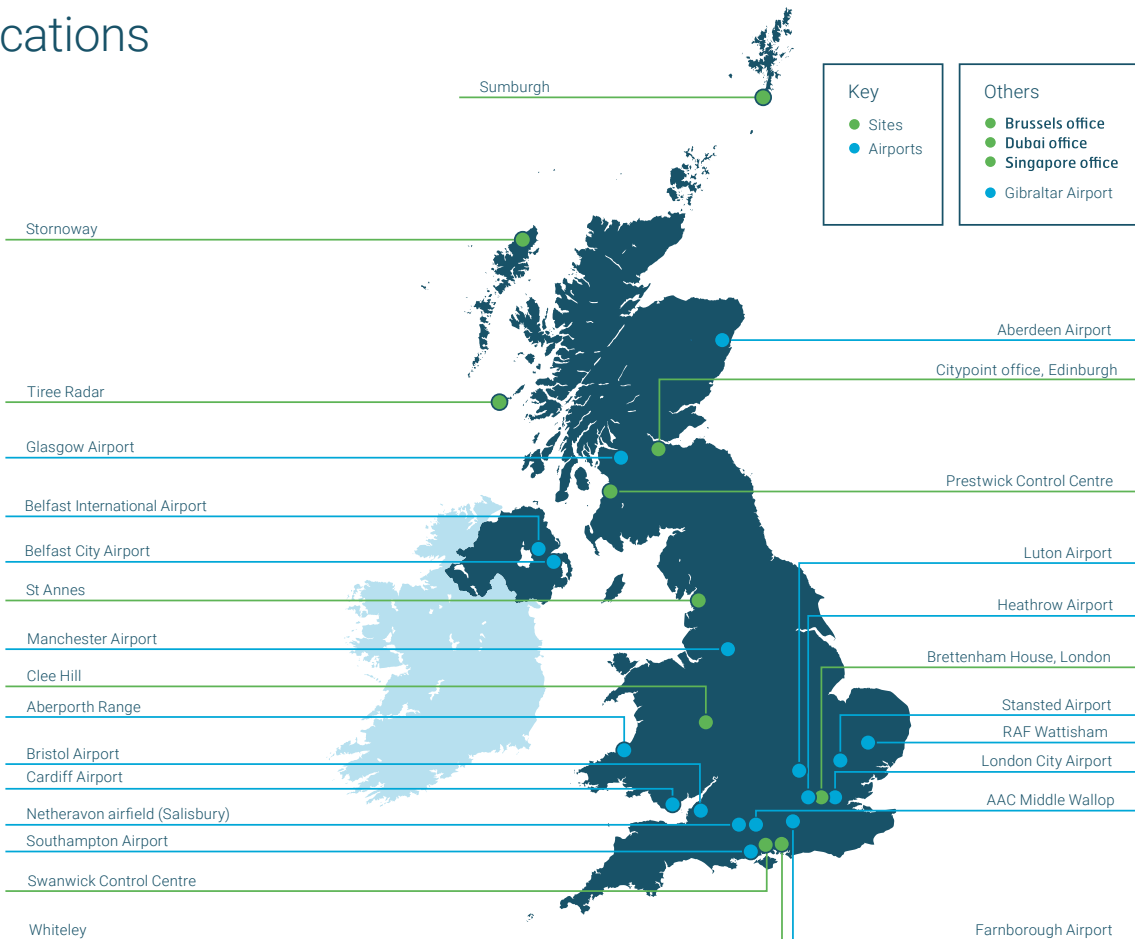 cations
Sumburgh
Key
Sites
Airports
Others
Brussels office
Dubai office
Singapore office
Gibraltar Airport
Stornoway
Aberdeen Airport
Citypoint office, Edinburgh
Tiree Radar
Glasgow Airport
Prestwick Control Centre
Belfast International Airport
Belfast City Airport
Luton Airport
St Annes
Heathrow Airport
Manchester Airport
Brettenham House, London
Clee Hill
Aberporth Range
Stansted Airport
RAF Wattisham
Bristol Airport
London City Airport
Cardiff Airport
AAC Middle Wallop
Netheravon airfield (Salisbury)
Southampton Airport
Swanwick Control Centre
Whiteley
Farnborough Airport